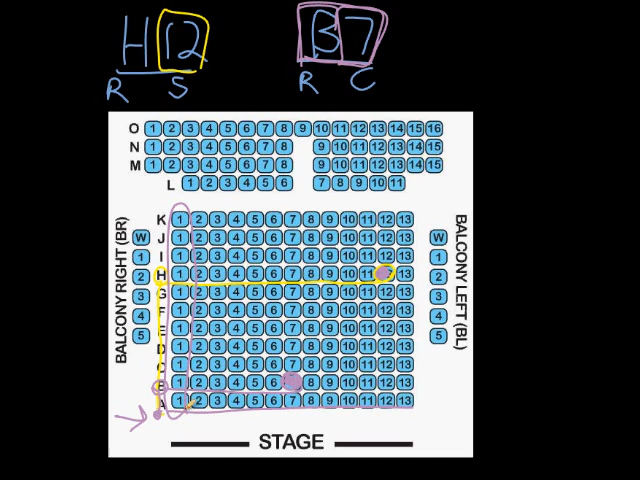 H12 B7
R S R C
O 1 2 3 4 5 6 7 8 9 10 11 12 13 14 15 16
N 1 2 3 4 5 6 7 8 9 10 11 12 13 14 15
M 1 2 3 4 5 6 7 8 9 10 11 12 13 14 15
L 1 2 3 4 5 6 7 8 9 10 11
K 1 2 3 4 5 6 7 8 9 10 11 12 13
J 1 2 3 4 5 6 7 8 9 10 11 12 13
I 1 2 3 4 5 6 7 8 9 10 11 12 13
H 1 2 3 4 5 6 7 8 9 10 11 13
G 1 2 3 4 5 6 7 8 9 10 11 12 13
F 1 2 3 4 5 6 7 8 9 10 11 12 13
E 1 2 3 4 5 6 7 8 9 10 11 12 13
D 1 2 3 4 5 6 7 8 9 10 11 12 13
C 1 2 3 4 5 6 7 8 9 10 11 12 13
B 1 2 3 4 5 6 8 9 10 11 12 13
A 1 2 3 4 5 6 7 8 9 10 11 12 13
BALCONY RIGHT (BR)
W
1
2
3
4
5
BALCONY LEFT (BL)
W
1
2
3
4
5
STAGE